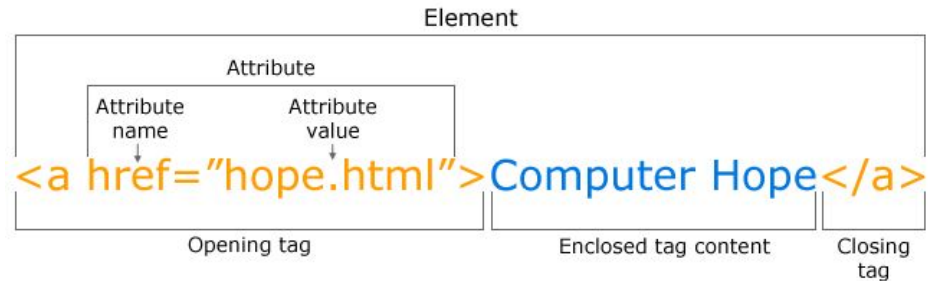 Element
Attribute
Attribute name
Attribute value
<a href=”hope.html”>Computer Hope</a>
Opening tag
Enclosed tag content
Closing tag